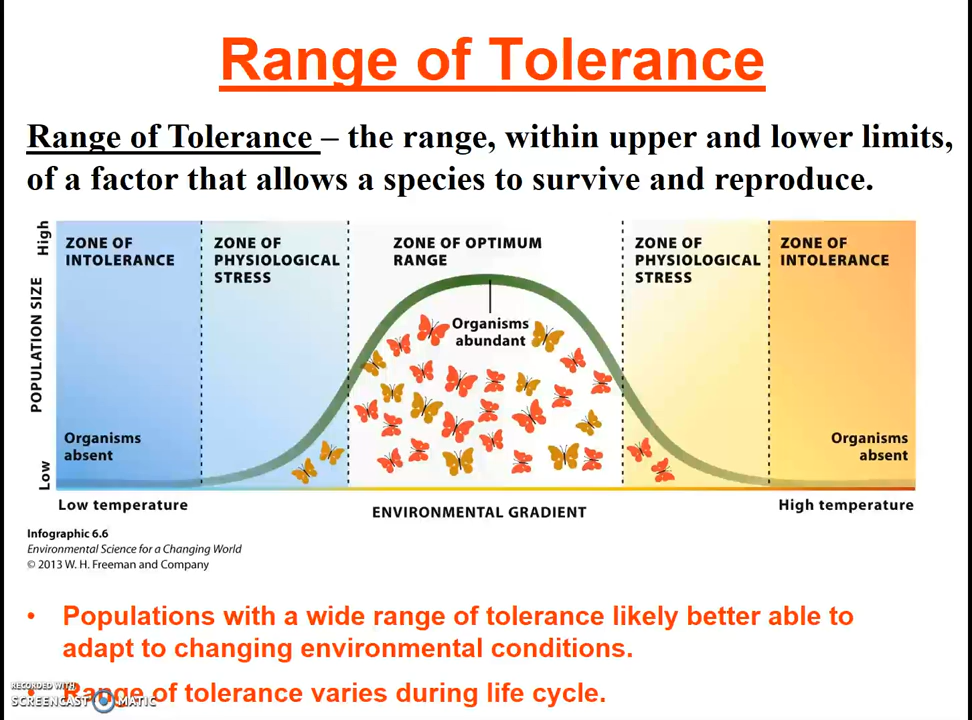 Range of Tolerance
Range of Tolerance – the range, within upper and lower limits,
of a factor that allows a species to survive and reproduce.
High
POPULATION SIZE
Low
ZONE OF
INTOLERANCE
ZONE OF
PHYSIOLOGICAL
STRESS
ZONE OF OPTIMUM
RANGE
ZONE OF
PHYSIOLOGICAL
STRESS
ZONE OF
INTOLERANCE
Organisms
abundant
Organisms
absent
Organisms
absent
Low temperature
ENVIRONMENTAL GRADIENT
High temperature
Infographic 6.6
Environmental Science for a Changing World
© 2013 W. H. Freeman and Company
• Populations with a wide range of tolerance likely better able to
adapt to changing environmental conditions.
• Range of tolerance varies during life cycle.
RECORDED WITH
SCREENCAST MATIC